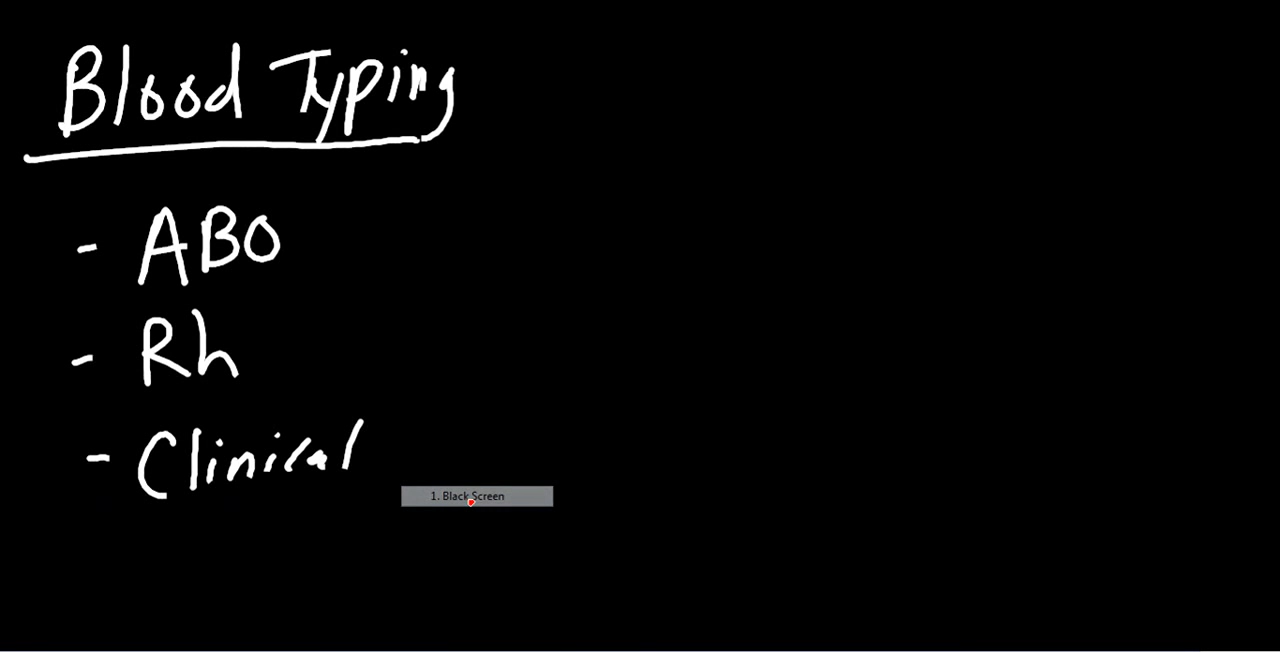 Blood Typing
- ABO
- Rh
- Clinical
1. Black Screen